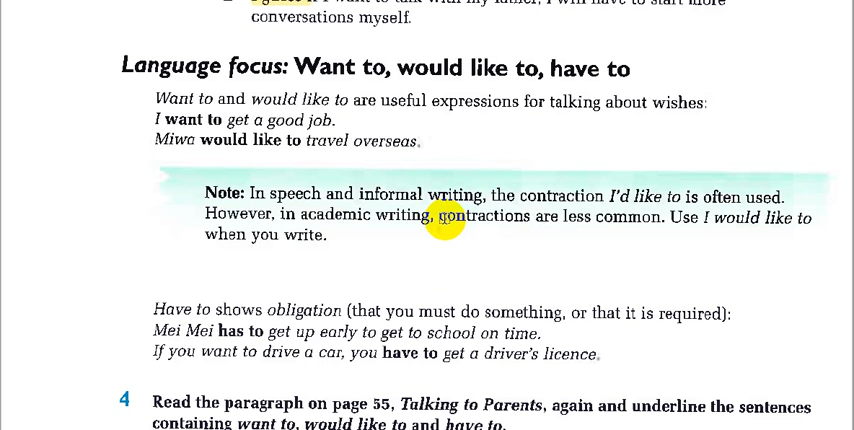 conversations myself.
Language focus: Want to, would like to, have to
Want to and would like to are useful expressions for talking about wishes:
I want to get a good job.
Miwa would like to travel overseas.
Note: In speech and informal writing, the contraction I'd like to is often used.
However, in academic writing, contractions are less common. Use I would like to
when you write.
Have to shows obligation (that you must do something, or that it is required):
Mei Mei has to get up early to get to school on time.
If you want to drive a car, you have to get a driver's licence.
4 Read the paragraph on page 55, Talking to Parents, again and underline the sentences
containing want to, would like to and have to.